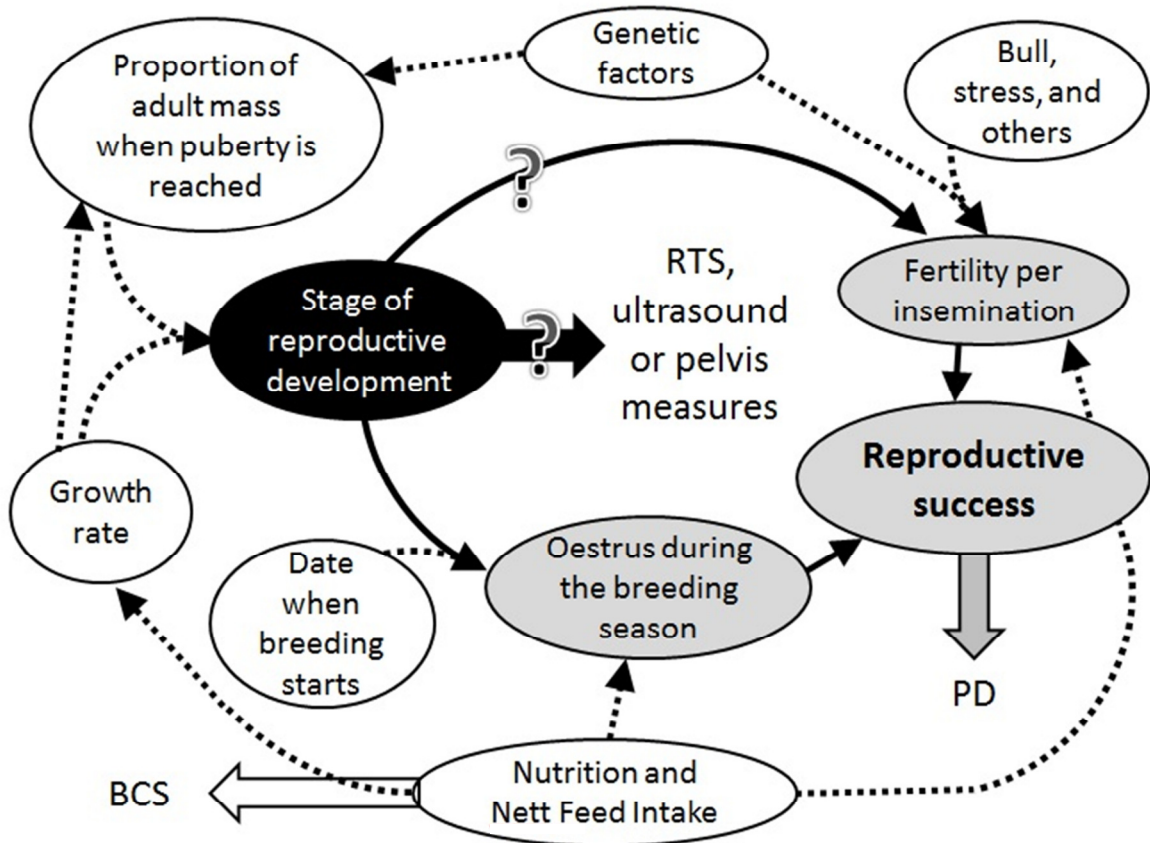 Proportion of
adult mass
when puberty is
reached
Genetic
factors
Bull,
stress, and
others
?
Stage of
reproductive
development
?
RTS,
ultrasound
or pelvis
measures
Fertility per
insemination
Growth
rate
Reproductive
success
Date
when
breeding
starts
Oestrus during
the breeding
season
PD
BCS
Nutrition and
Nett Feed Intake